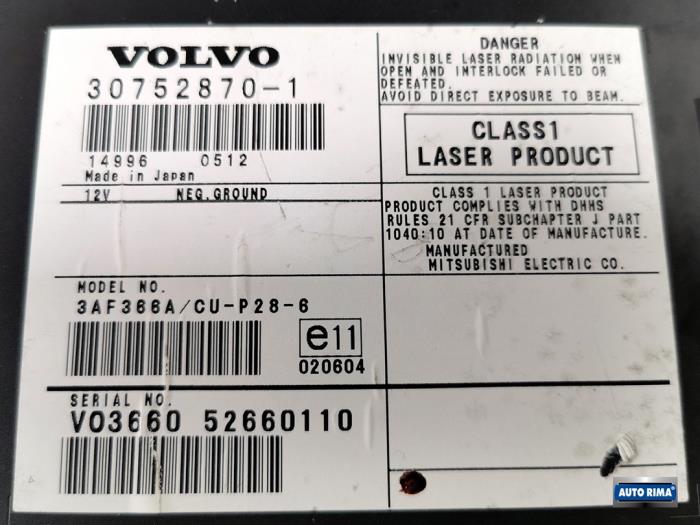 VOLVO
30752870-1
14996 0512
Made in Japan
12V NEG.GROUND
MODEL NO.
3AF366A/CU-P28-6
e11
020604
SERIAL NO.
VO3660 52660110
DANGER
INVISIBLE LASER RADIATION WHEN
OPEN AND INTERLOCK FAILED OR
DEFEATED.
AVOID DIRECT EXPOSURE TO BEAM.
CLASS1
LASER PRODUCT
CLASS 1 LASER PRODUCT
PRODUCT COMPLIES WITH DHHS
RULES 21 CFR SUBCHAPTER J PART
1040:10 AT DATE OF MANUFACTURE.
MANUFACTURED
MITSUBISHI ELECTRIC CO.
AUTO RIMA